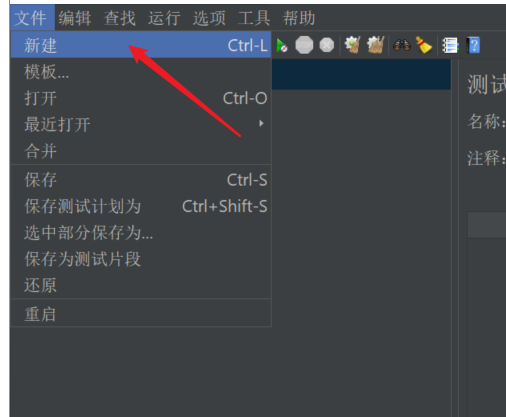 文件 编辑 查找 运行 选项 工具 帮助
新建 Ctrl-L
模板...
打开 Ctrl-O
最近打开
合并
保存 Ctrl-S
保存测试计划为 Ctrl+Shift-S
选中部分保存为...
保存为测试片段
还原
重启
测试
名称:
注释: